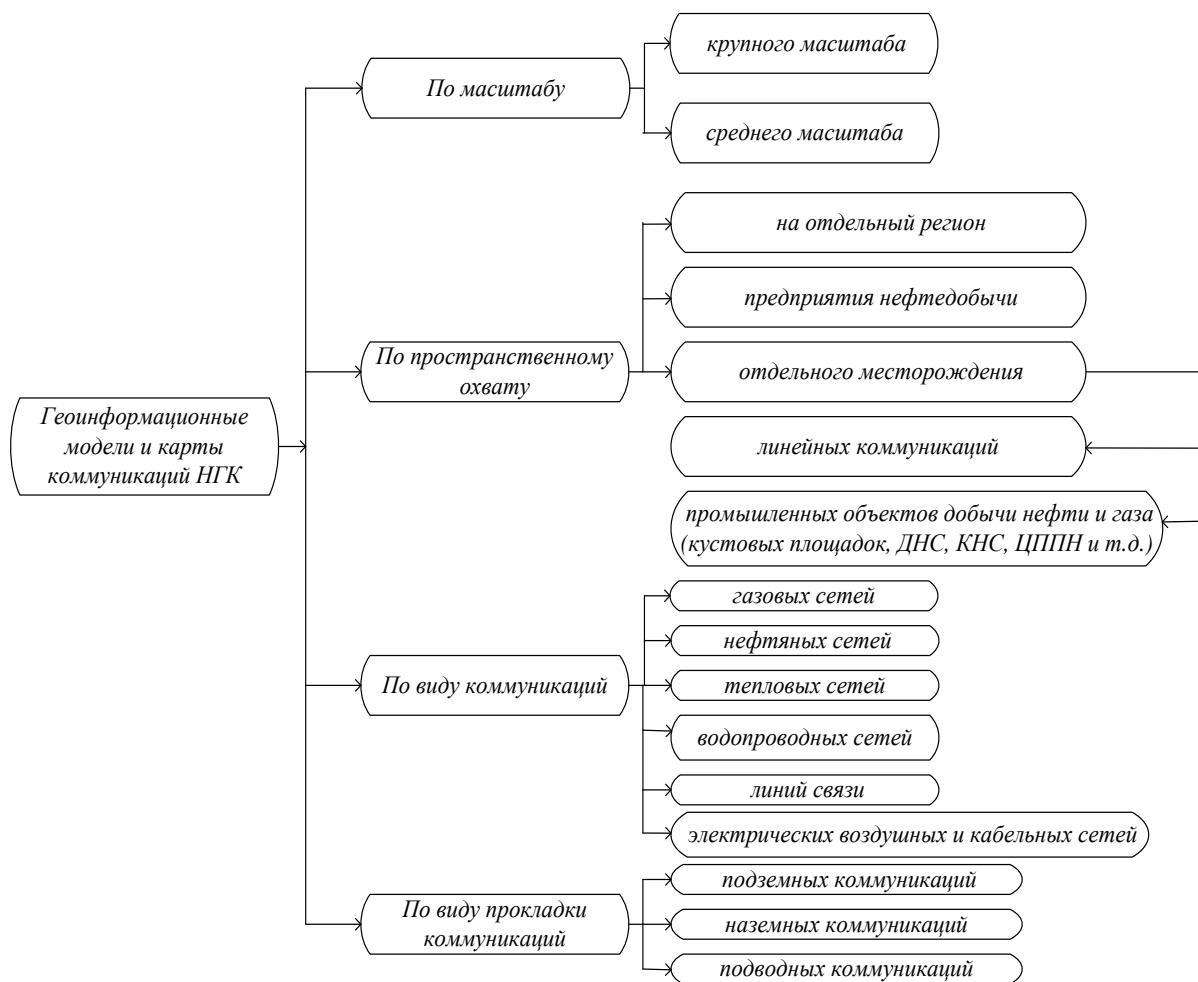 Геоинформационные
модели и карты
коммуникаций НГК
По масштабу
крупного масштаба
среднего масштаба
По пространственному
охвату
на отдельный регион
предприятия нефтедобычи
отдельного месторождения
линейных коммуникаций
промышленных объектов добычи нефти и газа
(кустовых площадок, ДНС, КНС, ЦППН и т.д.)
По виду коммуникаций
газовых сетей
нефтяных сетей
тепловых сетей
водопроводных сетей
линий связи
электрических воздушных и кабельных сетей
По виду прокладки
коммуникаций
подземных коммуникаций
наземных коммуникаций
подводных коммуникаций